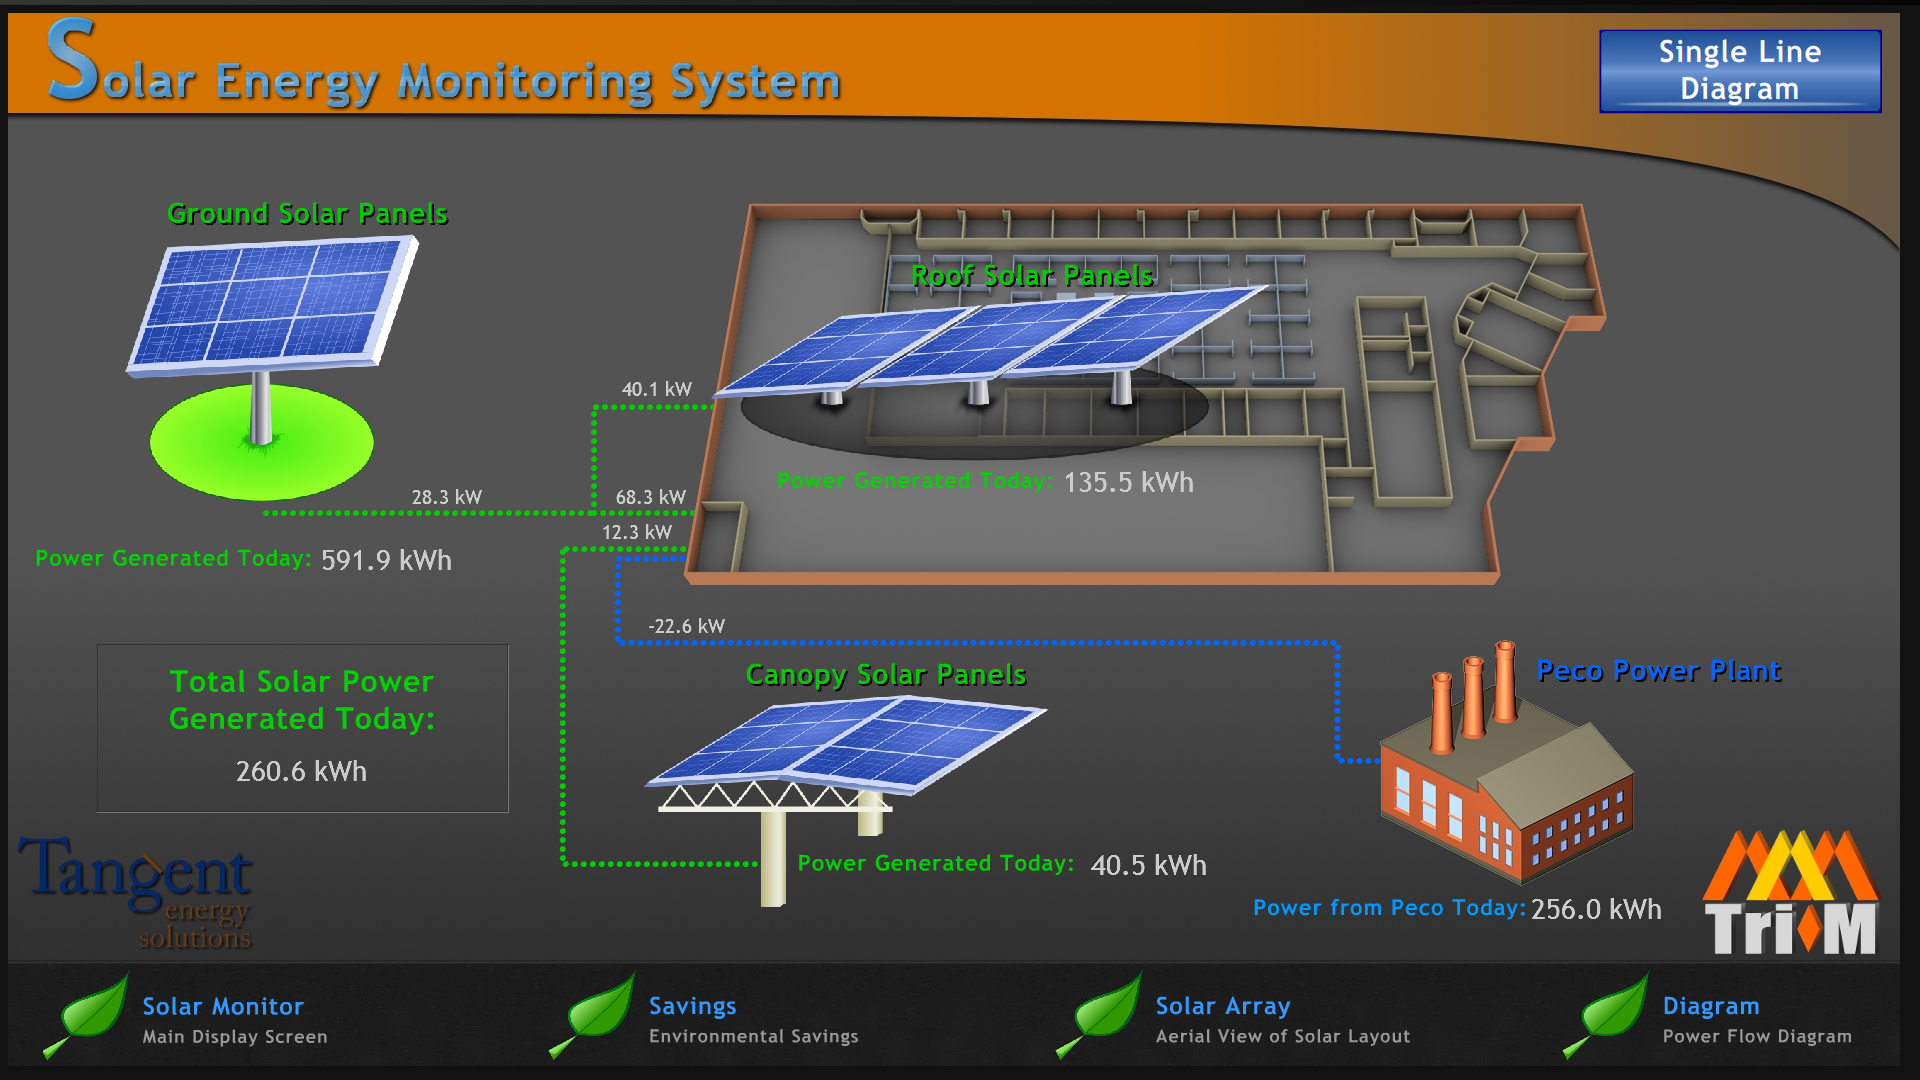 Solar Energy Monitoring System
Single Line
Diagram
Ground Solar Panels
Roof Solar Panels
40.1 kW
28.3 kW
68.3 kW
12.3 kW
Power Generated Today: 135.5 kWh
Power Generated Today: 591.9 kWh
-22.6 kW
Total Solar Power
Generated Today:
260.6 kWh
Canopy Solar Panels
Peco Power Plant
Power Generated Today: 40.5 kWh
Power from Peco Today: 256.0 kWh
Tangent
energy
solutions
Tri M
Solar Monitor
Main Display Screen
Savings
Environmental Savings
Solar Array
Aerial View of Solar Layout
Diagram
Power Flow Diagram